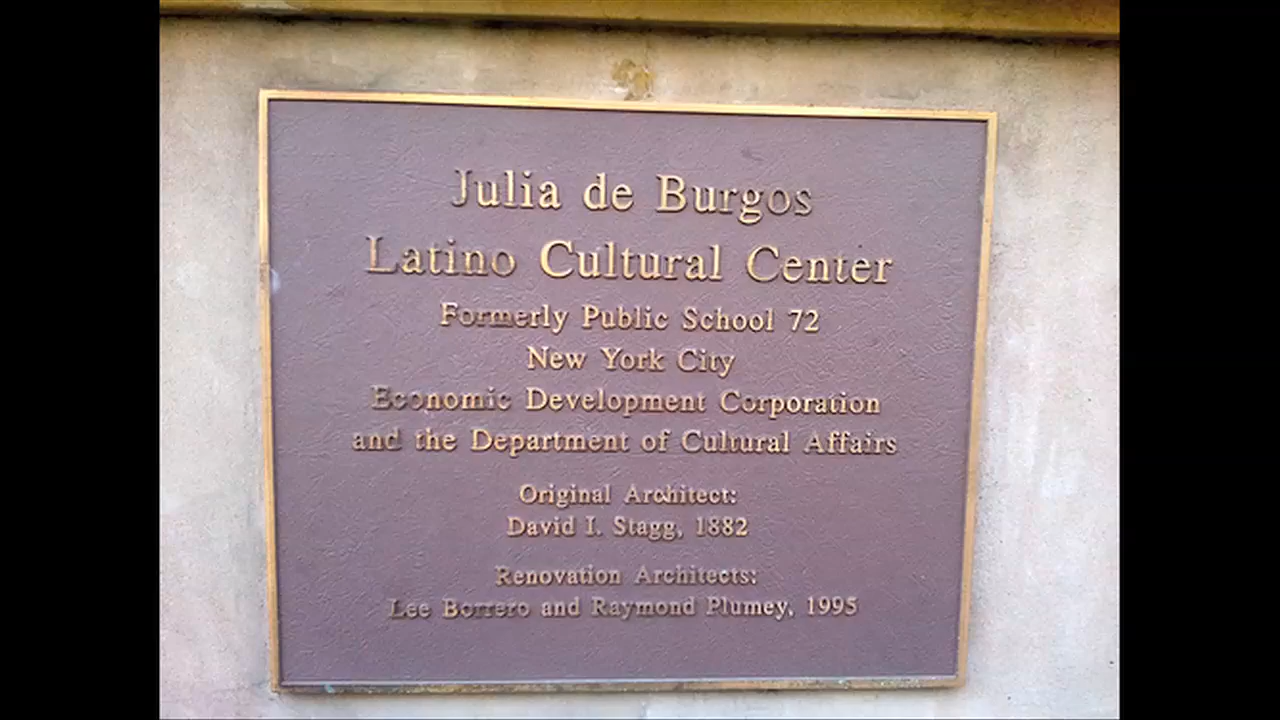 Julia de Burgos
Latino Cultural Center
Formerly Public School 72
New York City
Economic Development Corporation
and the Department of Cultural Affairs
Original Architect:
David I. Stagg, 1882
Renovation Architects:
Lee Borrero and Raymond Plumey, 1995